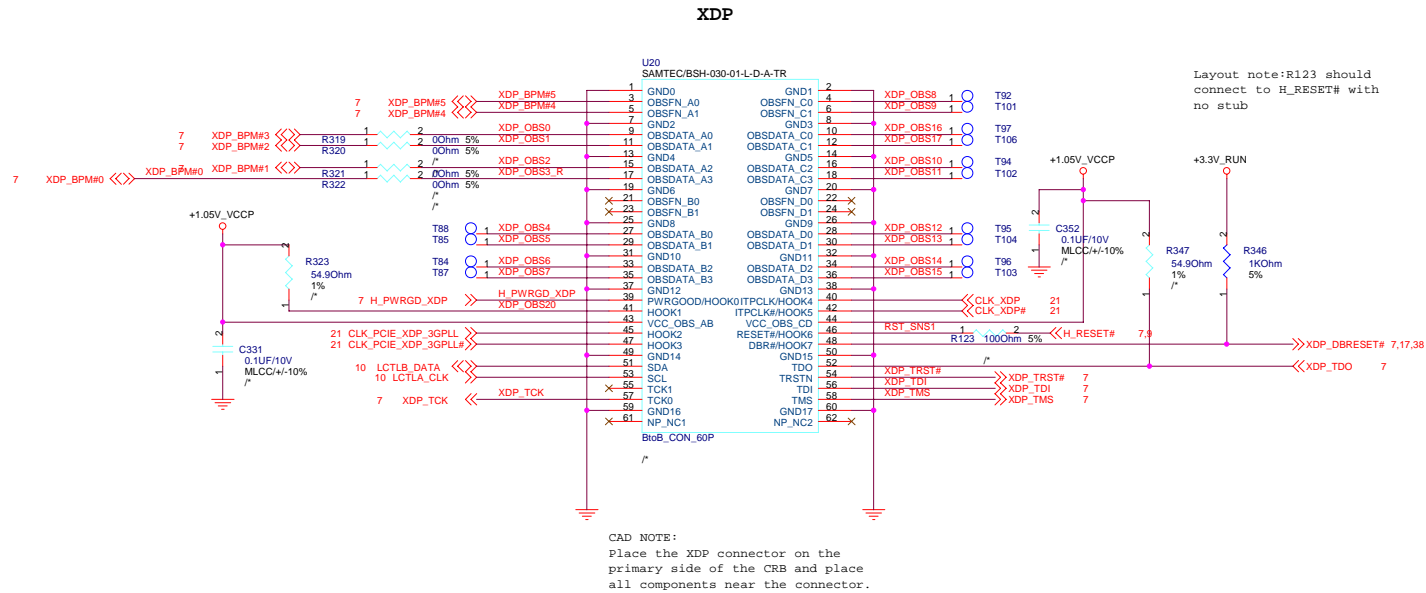 XDP
U20
SAMTEC/BSH-030-01-L-D-A-TR
Layout note:R123 should
connect to H_RESET# with
no stub
1 GND0 GND1 2
7 XDP_BPM#5 XDP_BPM#5 3 OBSFN_A0 OBSFN_C0 4 XDP_OBS8 1 T92
7 XDP_BPM#4 XDP_BPM#4 5 OBSFN_A1 OBSFN_C1 6 XDP_OBS9 1 T101
7 GND2 GND3 8
7 XDP_BPM#3 1 R319 2 0Ohm 5% XDP_OBS0 9 OBSDATA_A0 OBSDATA_C0 10 XDP_OBS16 1 T97
7 XDP_BPM#2 1 R320 2 0Ohm 5% XDP_OBS1 11 OBSDATA_A1 OBSDATA_C1 12 XDP_OBS17 1 T106
/*
13 GND4 GND5 14
7 XDP_BPM#1 1 R321 2 0Ohm 5% XDP_OBS2 15 OBSDATA_A2 OBSDATA_C2 16 XDP_OBS10 1 T94
7 XDP_BPM#0 XDP_BPM#0 1 R322 2 0Ohm 5% XDP_OBS3_R 17 OBSDATA_A3 OBSDATA_C3 18 XDP_OBS11 1 T102
/*
/*
19 GND6 GND7 20
21 OBSFN_B0 OBSFN_D0 22
23 OBSFN_B1 OBSFN_D1 24
25 GND8 GND9 26
T88 1 XDP_OBS4 27 OBSDATA_B0 OBSDATA_D0 28 XDP_OBS12 1 T95
T85 1 XDP_OBS5 29 OBSDATA_B1 OBSDATA_D1 30 XDP_OBS13 1 T104
31 GND10 GND11 32
T84 1 XDP_OBS6 33 OBSDATA_B2 OBSDATA_D2 34 XDP_OBS14 1 T96
T87 1 XDP_OBS7 35 OBSDATA_B3 OBSDATA_D3 36 XDP_OBS15 1 T103
37 GND12 GND13 38
7 H_PWRGD_XDP H_PWRGD_XDP 39 PWRGOOD/HOOK0 ITPCLK/HOOK4 40 CLK_XDP 21
XDP_OBS20 41 HOOK1 ITPCLK#/HOOK5 42 CLK_XDP# 21
43 VCC_OBS_AB VCC_OBS_CD 44
21 CLK_PCIE_XDP_3GPLL 45 HOOK2 RESET#/HOOK6 46 RST_SNS1 1 R123 2 100Ohm 5% H_RESET# 7,9
21 CLK_PCIE_XDP_3GPLL# 47 HOOK3 DBR#/HOOK7 48 XDP_DBRESET# 7,17,38
49 GND14 GND15 50
/*
10 LCTLB_DATA 51 SDA TDO 52 XDP_TDO 7
10 LCTLA_CLK 53 SCL TRSTN 54 XDP_TRST# XDP_TRST# 7
55 TCK1 TDI 56 XDP_TDI XDP_TDI 7
7 XDP_TCK XDP_TCK 57 TCK0 TMS 58 XDP_TMS XDP_TMS 7
59 GND16 GND17 60
61 NP_NC1 NP_NC2 62
BtoB_CON_60P
/*
+1.05V_VCCP
2
R323
54.9Ohm
1%
/*
1
2
C331
0.1UF/10V
MLCC/+/-10%
/*
1
+1.05V_VCCP
2
C352
0.1UF/10V
MLCC/+/-10%
/*
1
2
R347
54.9Ohm
1%
/*
1
+3.3V_RUN
2
R346
1KOhm
5%
1
CAD NOTE:
Place the XDP connector on the
primary side of the CRB and place
all components near the connector.